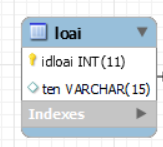 loai
idloai INT(11)
ten VARCHAR(15)
Indexes